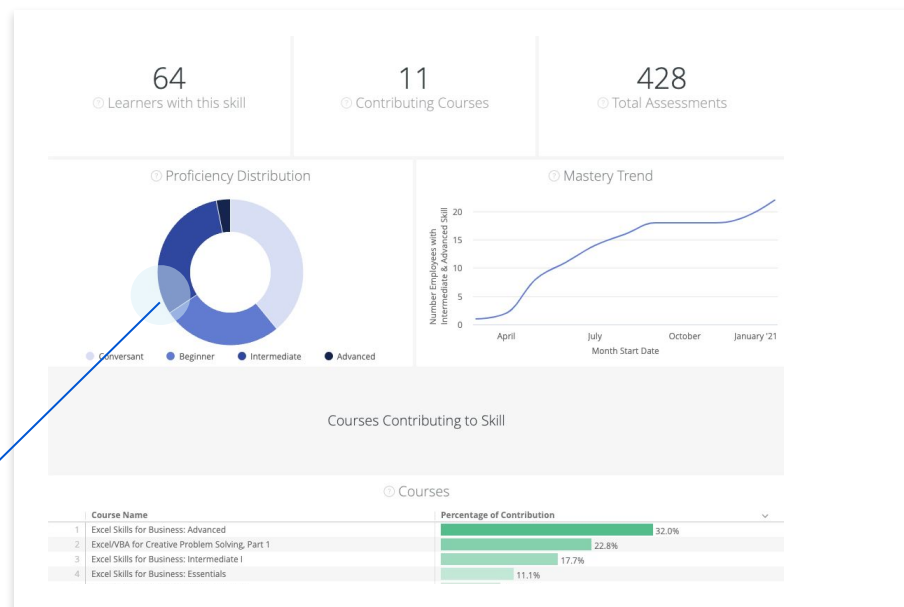 64
Learners with this skill
11
Contributing Courses
428
Total Assessments
Proficiency Distribution
Conversant Beginner Intermediate Advanced
Mastery Trend
Number Employees with
Intermediate & Advanced Skill
20
15
10
5
0
April July October January '21
Month Start Date
Courses Contributing to Skill
Courses
Course Name Percentage of Contribution
1 Excel Skills for Business: Advanced 32.0%
2 Excel/VBA for Creative Problem Solving, Part 1 22.8%
3 Excel Skills for Business: Intermediate I 17.7%
4 Excel Skills for Business: Essentials 11.1%